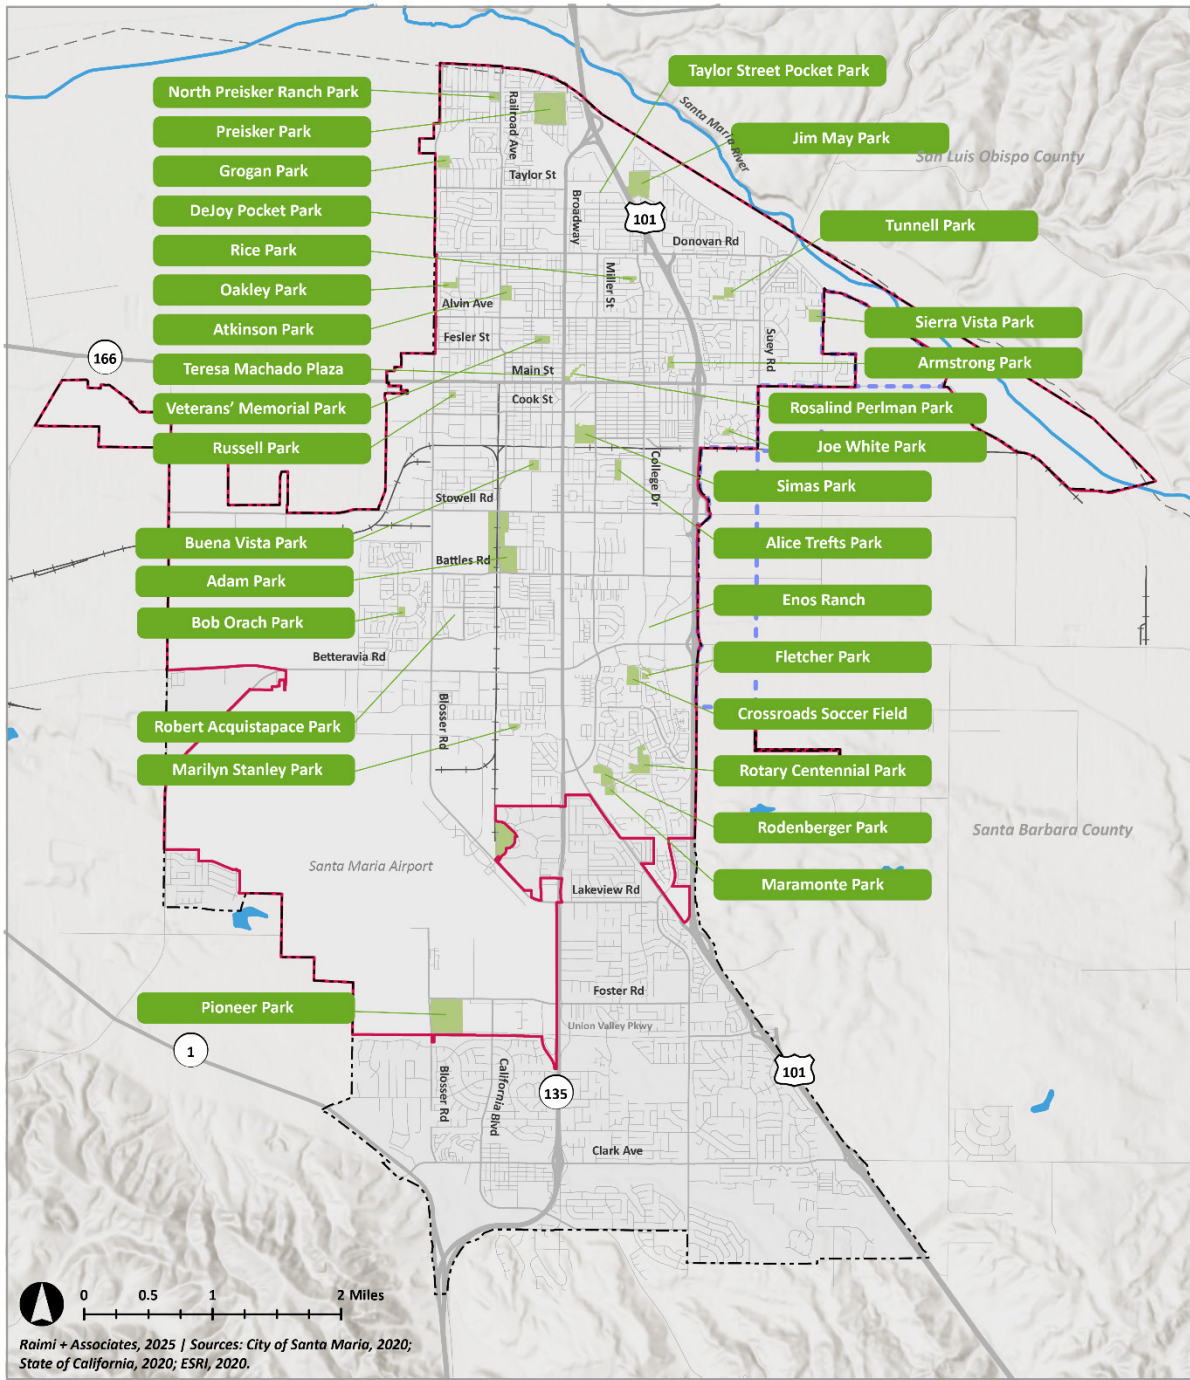 Taylor Street Pocket Park
North Preisker Ranch Park
Preisker Park
Grogan Park
DeJoy Pocket Park
Rice Park
Oakley Park
Atkinson Park
Teresa Machado Plaza
Veterans' Memorial Park
Russell Park
Jim May Park
Tunnell Park
Sierra Vista Park
Armstrong Park
Rosalind Perlman Park
Joe White Park
Simas Park
Alice Trefts Park
Enos Ranch
Fletcher Park
Crossroads Soccer Field
Rotary Centennial Park
Rodenberger Park
Maramonte Park
Buena Vista Park
Adam Park
Bob Orach Park
Robert Acquistapace Park
Marilyn Stanley Park
Pioneer Park
Santa Maria River
San Luis Obispo County
Railroad Ave
Taylor St
Broadway
101
Donovan Rd
Miller St
Alvin Ave
Fesler St
Suey Rd
166
Main St
Cook St
College Dr
Stowell Rd
Battles Rd
Betteravia Rd
Blosser Rd
Santa Barbara County
Santa Maria Airport
Lakeview Rd
Foster Rd
Union Valley Pkwy
1
101
135
Blosser Rd
California Blvd
Clark Ave
0 0.5 1 2 Miles
Raimi + Associates, 2025 | Sources: City of Santa Maria, 2020;
State of California, 2020; ESRI, 2020.